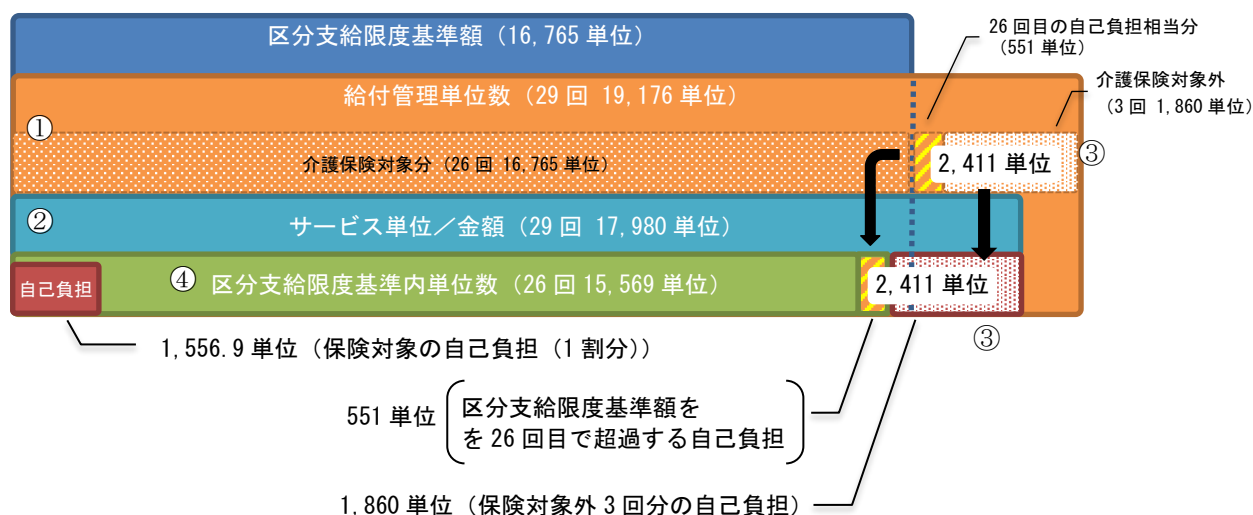 区分支給限度基準額（16,765 単位）
26 回目の自己負担相当分
（551 単位）
介護保険対象外
（3 回 1,860 単位）
給付管理単位数（29 回 19,176 単位）
①
介護保険対象分（26 回 16,765 単位）
2,411 単位
③
②
サービス単位／金額（29 回 17,980 単位）
自己負担
④ 区分支給限度基準内単位数（26 回 15,569 単位）
2,411 単位
③
1,556.9 単位（保険対象の自己負担（1 割分））
551 単位
区分支給限度基準額を
を 26 回目で超過する自己負担
1,860 単位（保険対象外 3 回分の自己負担）